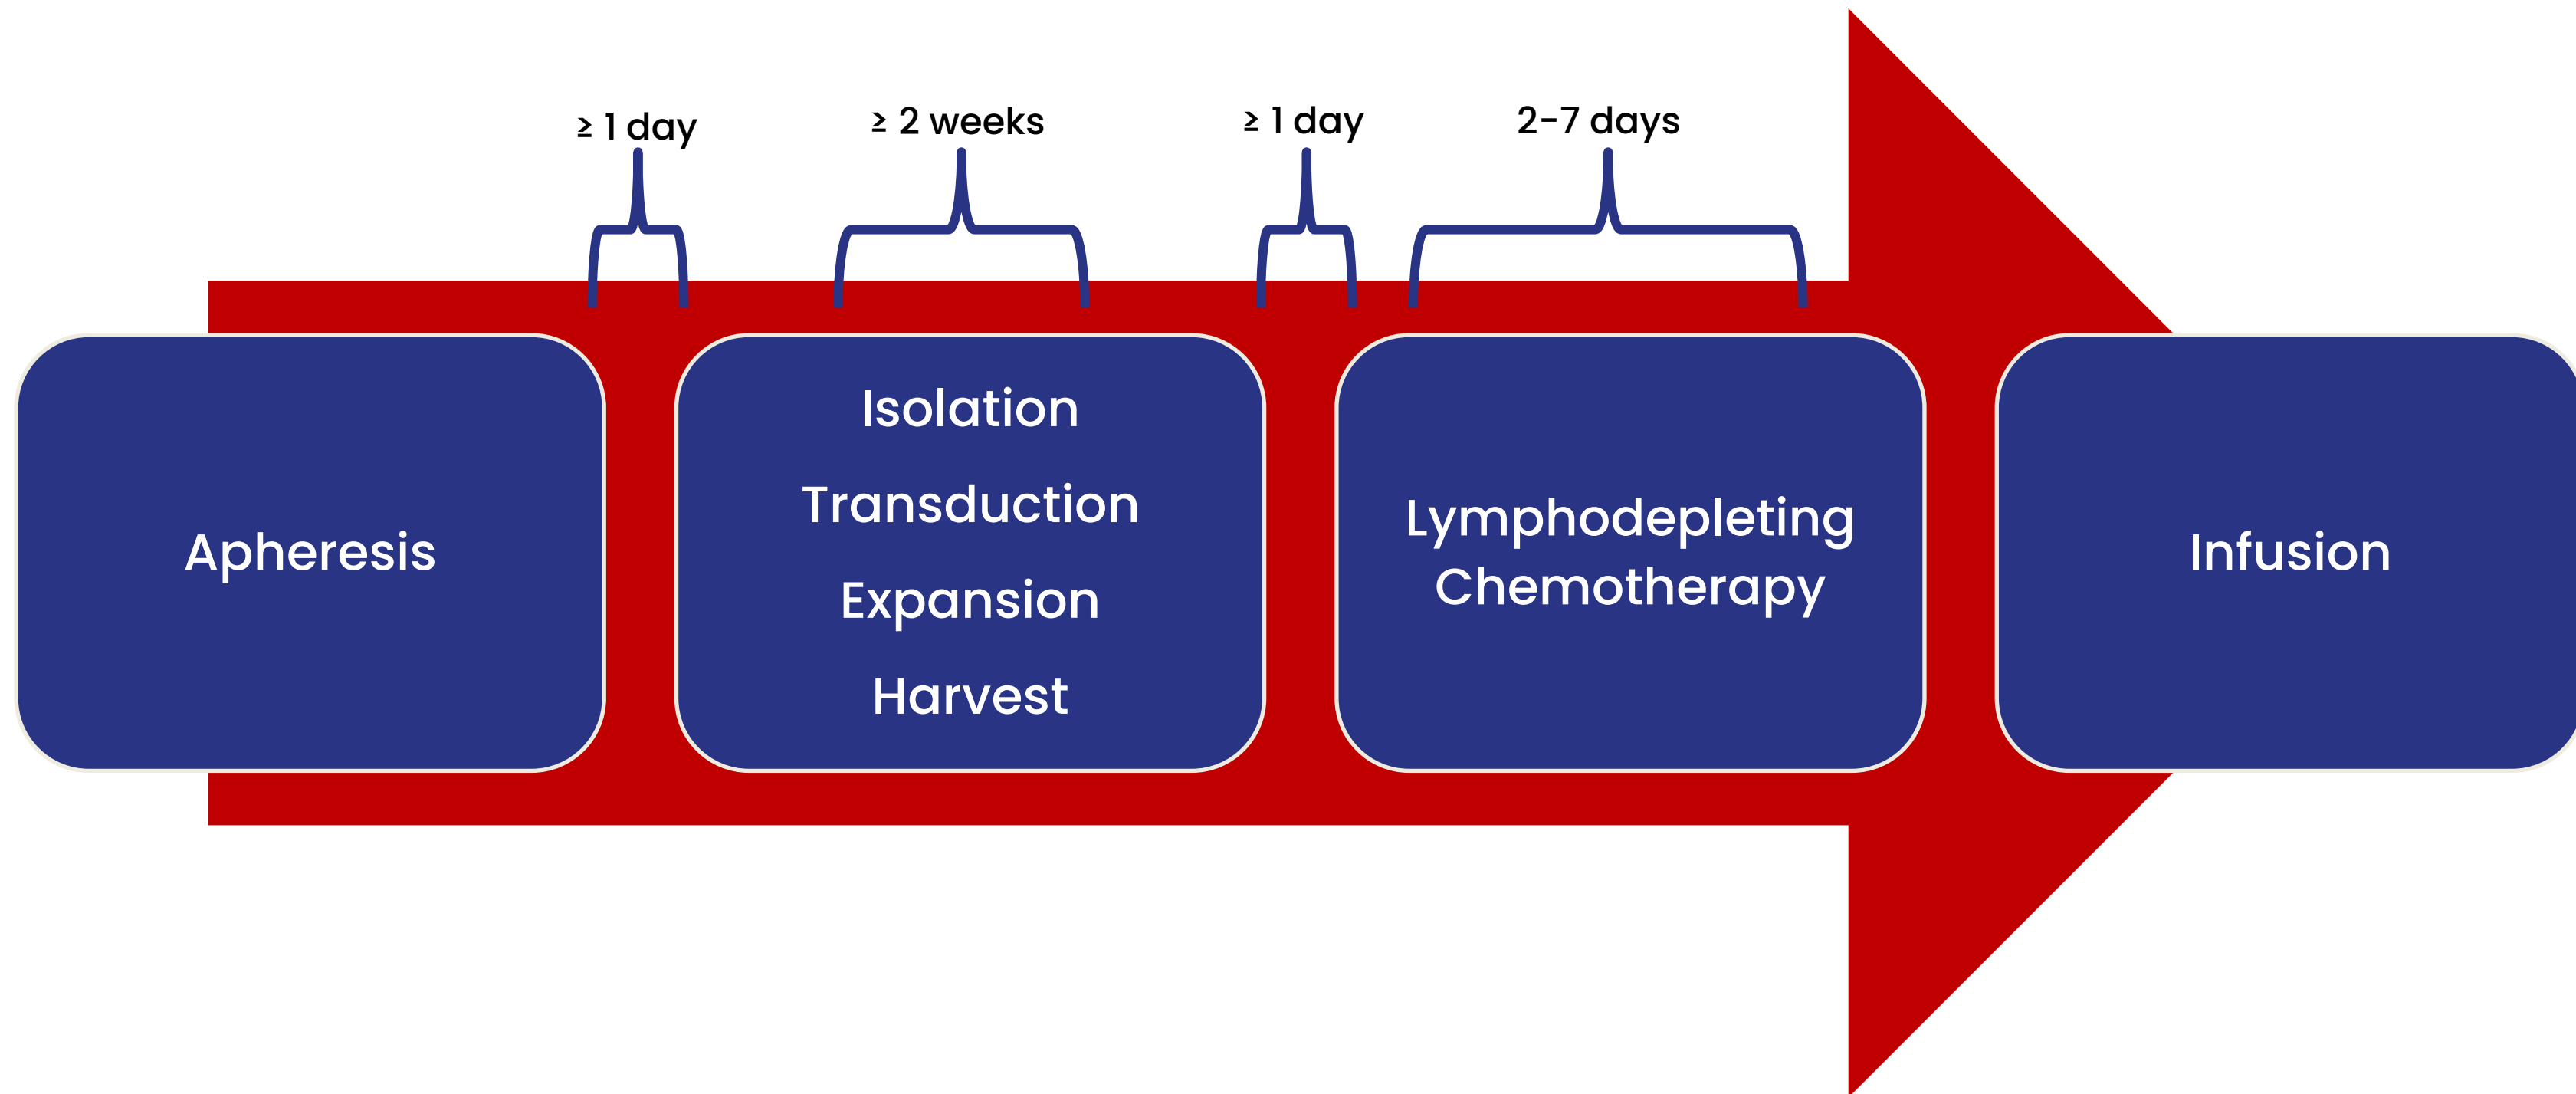 ≥ 1 day
≥ 2 weeks
≥ 1 day
2-7 days
Apheresis
Isolation
Transduction
Expansion
Harvest
Lymphodepleting
Chemotherapy
Infusion